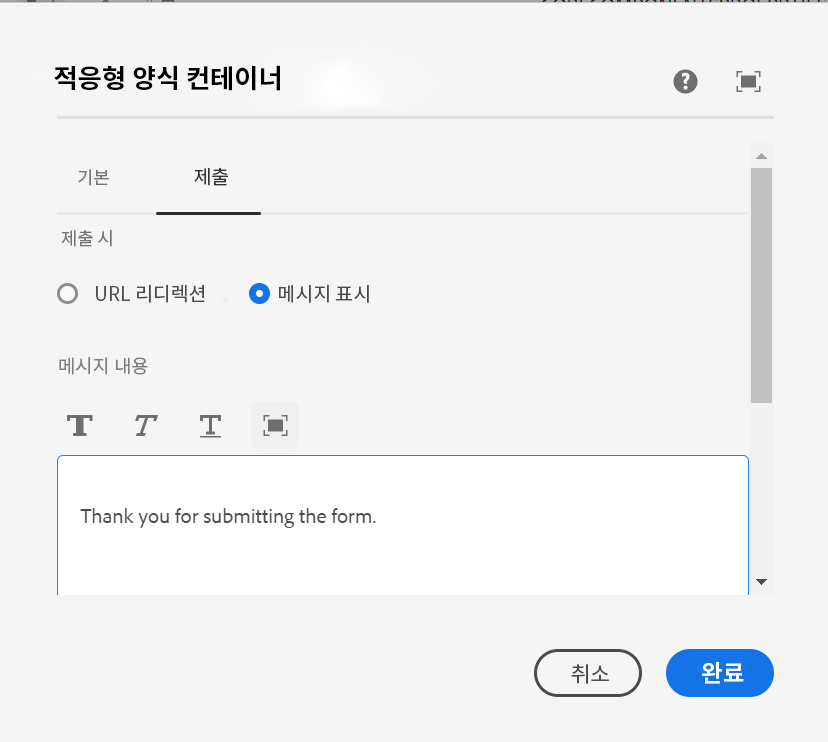 적응형 양식 컨테이너
기본 제출
제출 시
URL 리디렉션 메시지 표시
메시지 내용
T T T
Thank you for submitting the form.
취소 완료